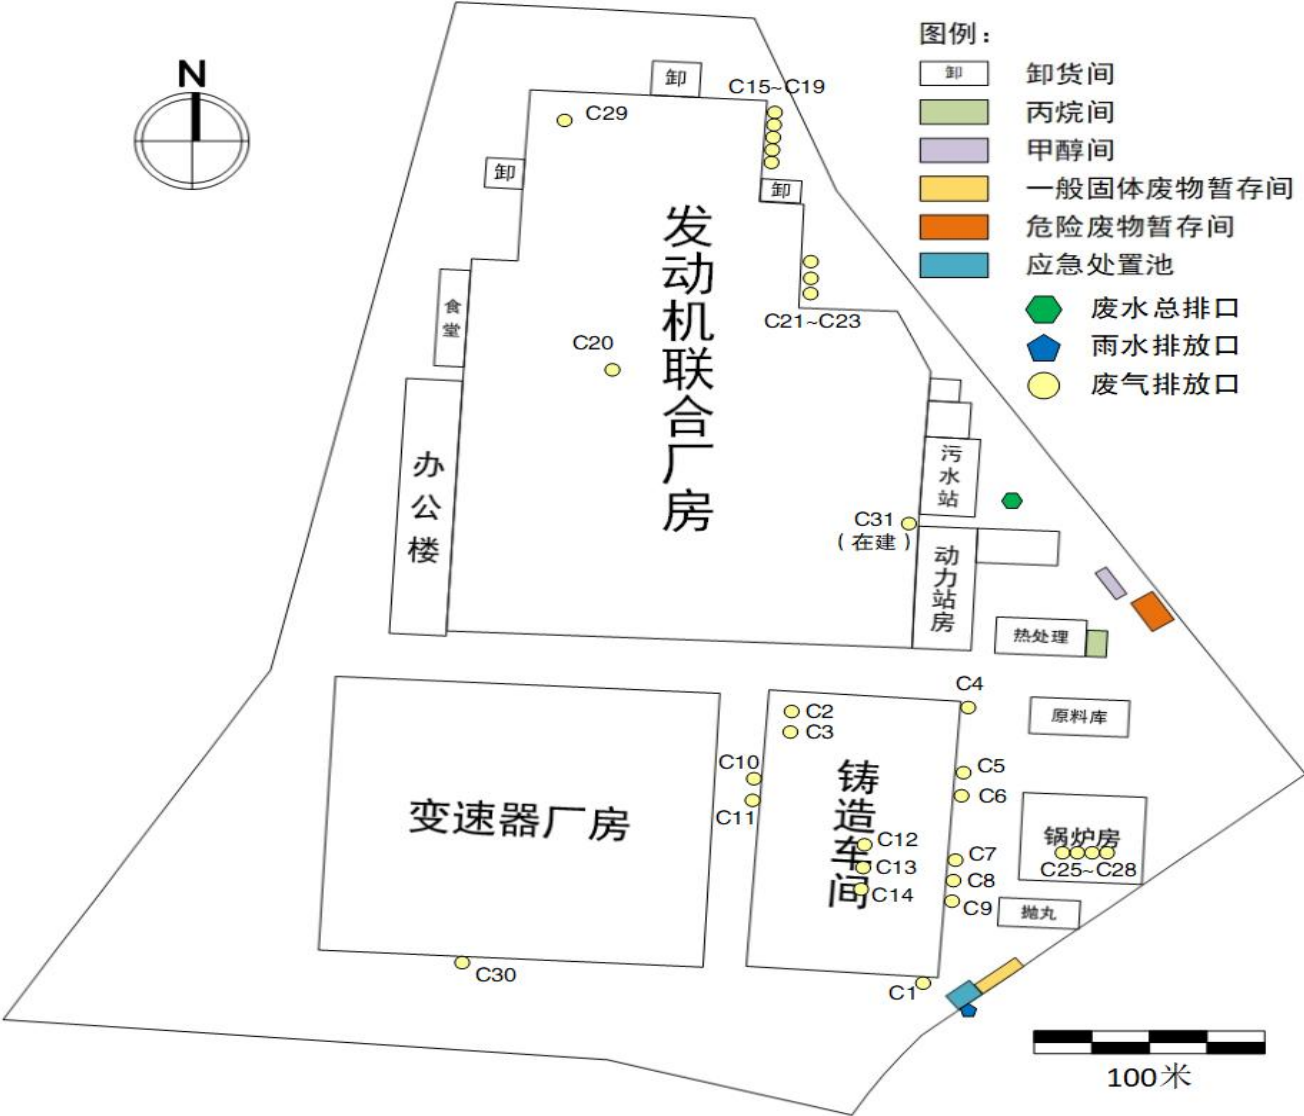 N
图例：
卸
卸货间
丙烷间
甲醇间
一般固体废物暂存间
危险废物暂存间
应急处置池
废水总排口
雨水排放口
废气排放口
卸
C15~C19
C29
卸
卸
发动机联合厂房
食堂
C21~C23
C20
办公楼
污水站
C31
（在建）
动力站房
热处理
C4
C2
C3
原料库
C10
C5
C6
C11
铸造车间
变速器厂房
C12
C13
C14
C7
C8
C9
锅炉房
C25~C28
抛丸
C30
C1
100米